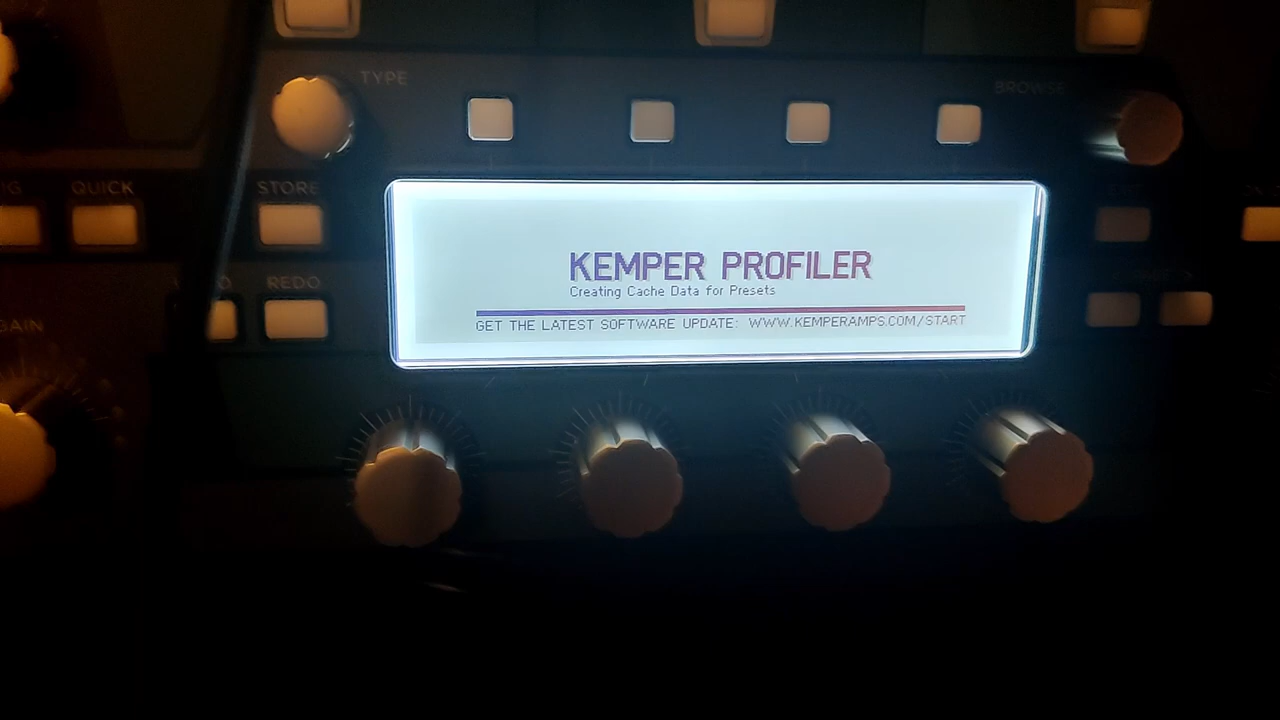 TYPE
BROWSE
QUICK
STORE
REDO
GAIN
KEMPER PROFILER
Creating Cache Data for Presets
GET THE LATEST SOFTWARE UPDATE: WWW.KEMPERAMPS.COM/START